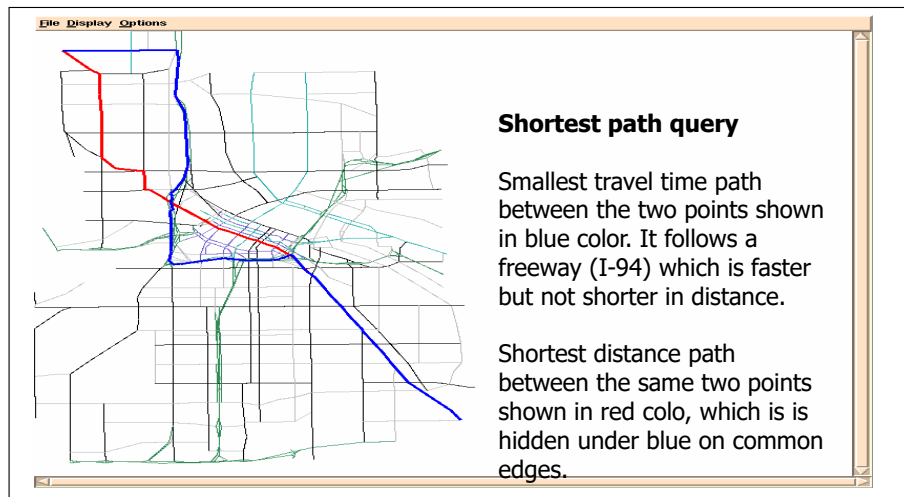 File Display Options
Shortest path query
Smallest travel time path
between the two points shown
in blue color. It follows a
freeway (I-94) which is faster
but not shorter in distance.
Shortest distance path
between the same two points
shown in red colo, which is is
hidden under blue on common
edges.